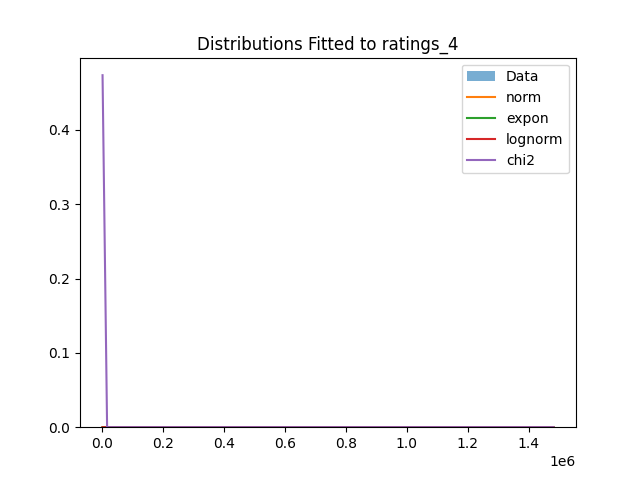 Distributions Fitted to ratings_4
Data
norm
expon
lognorm
chi2
0.4
0.3
0.2
0.1
0.0
0.0 0.2 0.4 0.6 0.8 1.0 1.2 1.4
1e6